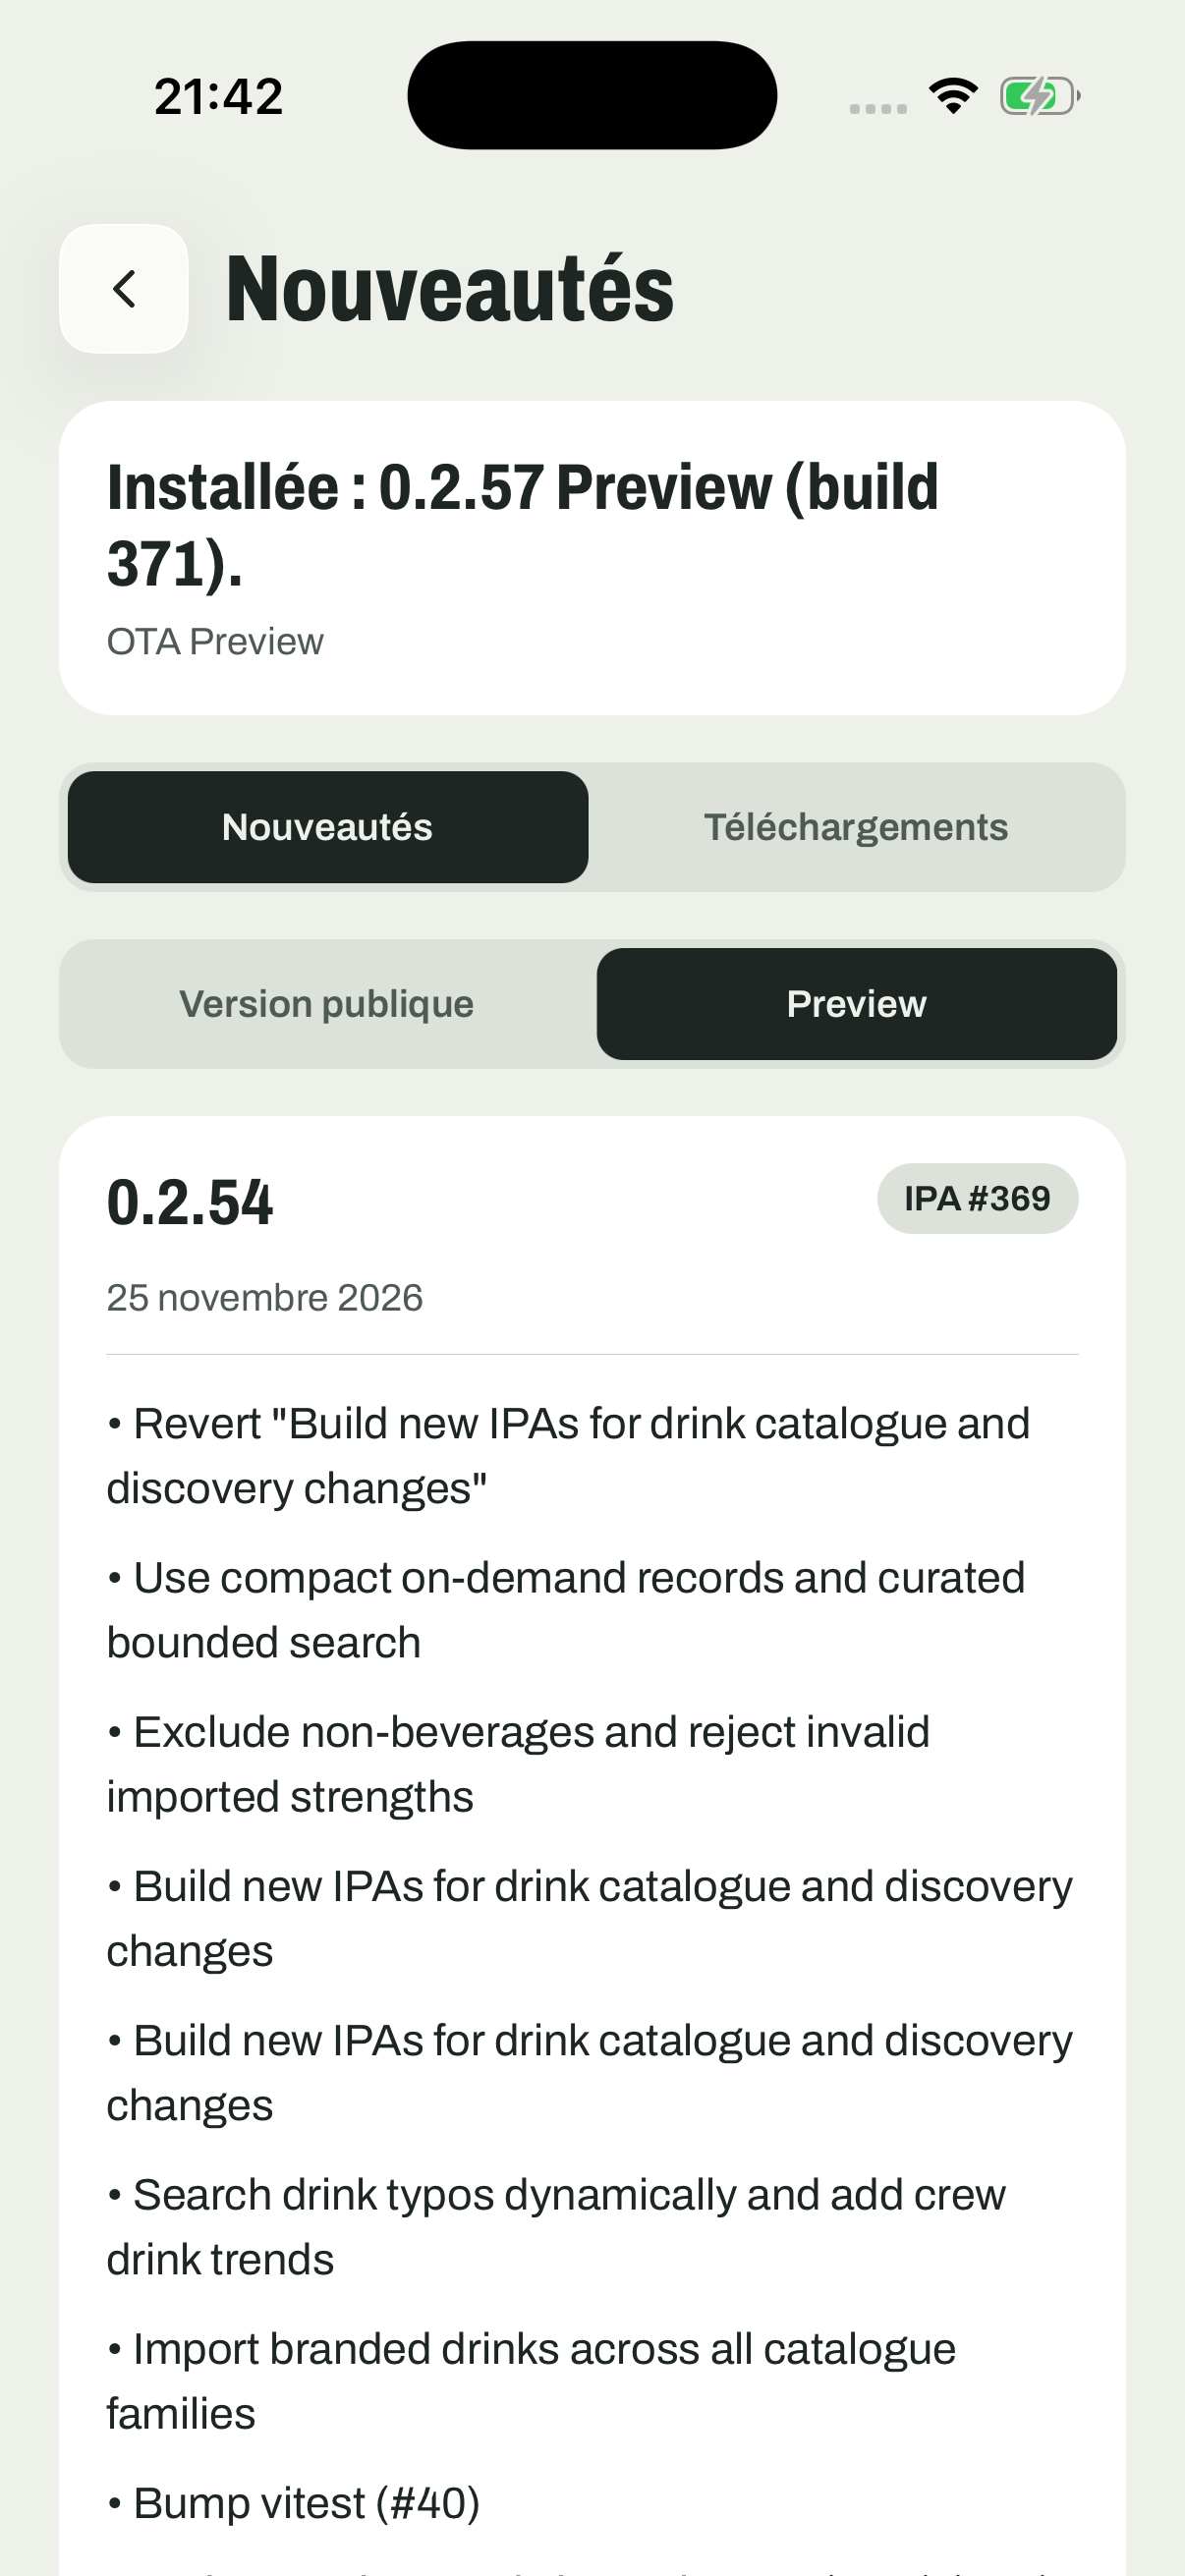 21:42
Nouveautés
Installée : 0.2.57 Preview (build
371).
OTA Preview
Nouveautés
Téléchargements
Version publique
Preview
0.2.54
IPA #369
25 novembre 2026
• Revert "Build new IPAs for drink catalogue and
discovery changes"
• Use compact on-demand records and curated
bounded search
• Exclude non-beverages and reject invalid
imported strengths
• Build new IPAs for drink catalogue and discovery
changes
• Build new IPAs for drink catalogue and discovery
changes
• Search drink typos dynamically and add crew
drink trends
• Import branded drinks across all catalogue
families
• Bump vitest (#40)